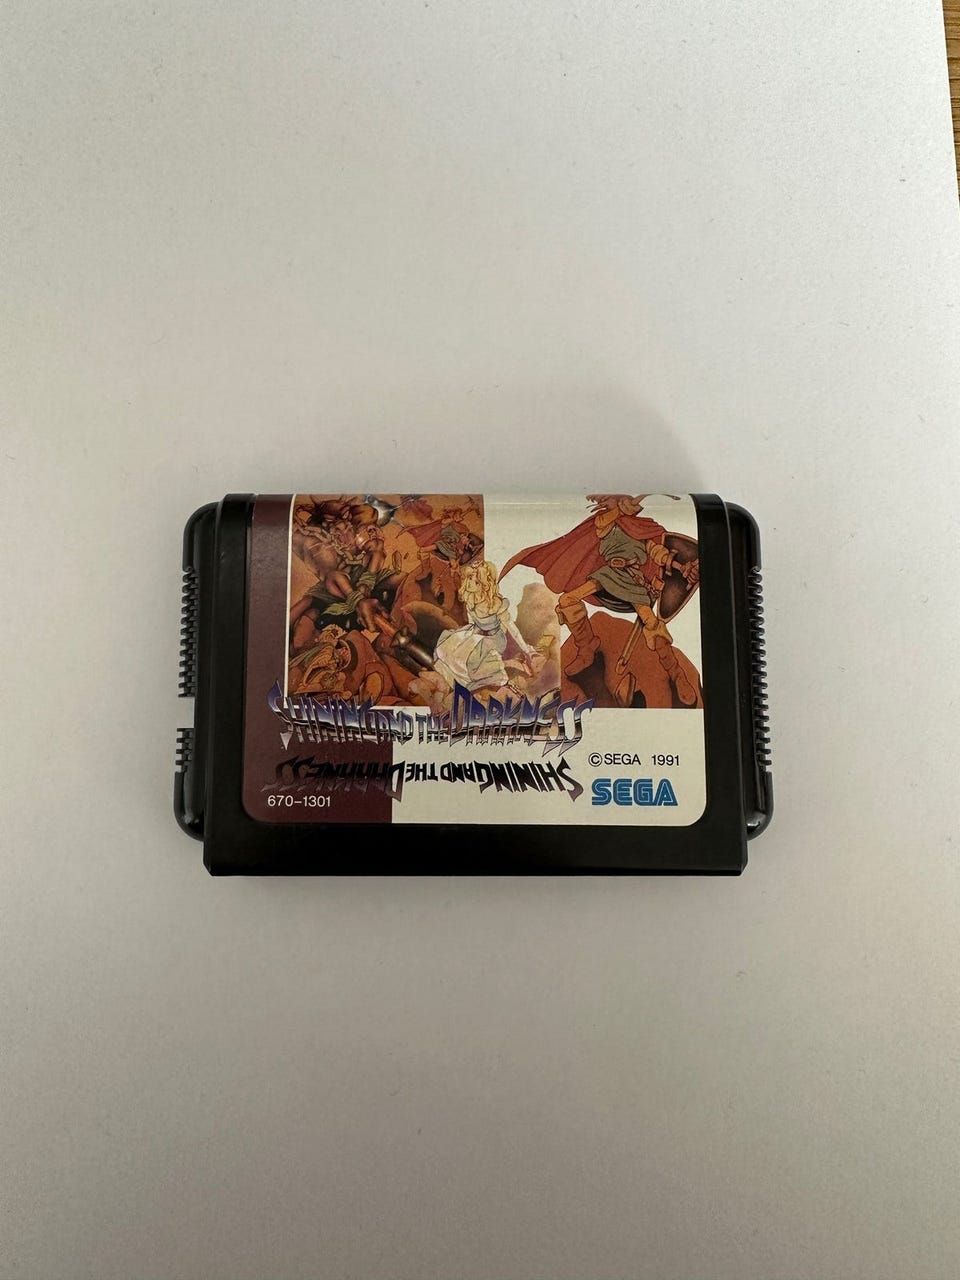 SHINING AND THE DARKNESS
SHINING AND THE DARKNESS
©SEGA 1991
670-1301
SEGA